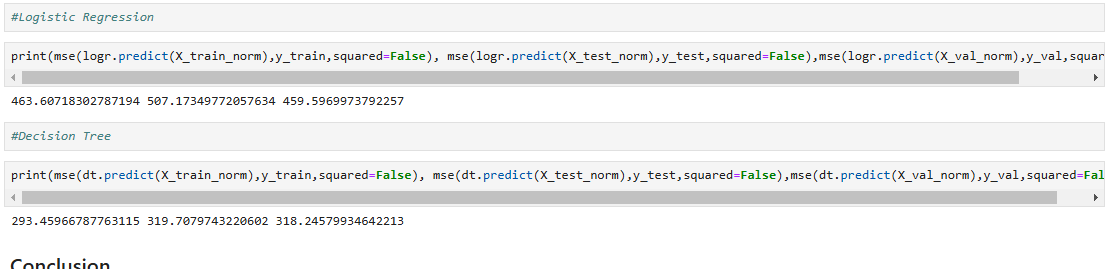 #Logistic Regression
print(mse(logr.predict(X_train_norm),y_train,squared=False), mse(logr.predict(X_test_norm),y_test,squared=False),mse(logr.predict(X_val_norm),y_val,squar
463.60718302787194 507.17349772057634 459.5969973792257
#Decision Tree
print(mse(dt.predict(X_train_norm),y_train,squared=False), mse(dt.predict(X_test_norm),y_test,squared=False),mse(dt.predict(X_val_norm),y_val,squared=Fal
293.45966787763115 319.7079743220602 318.24579934642213
Conclusion